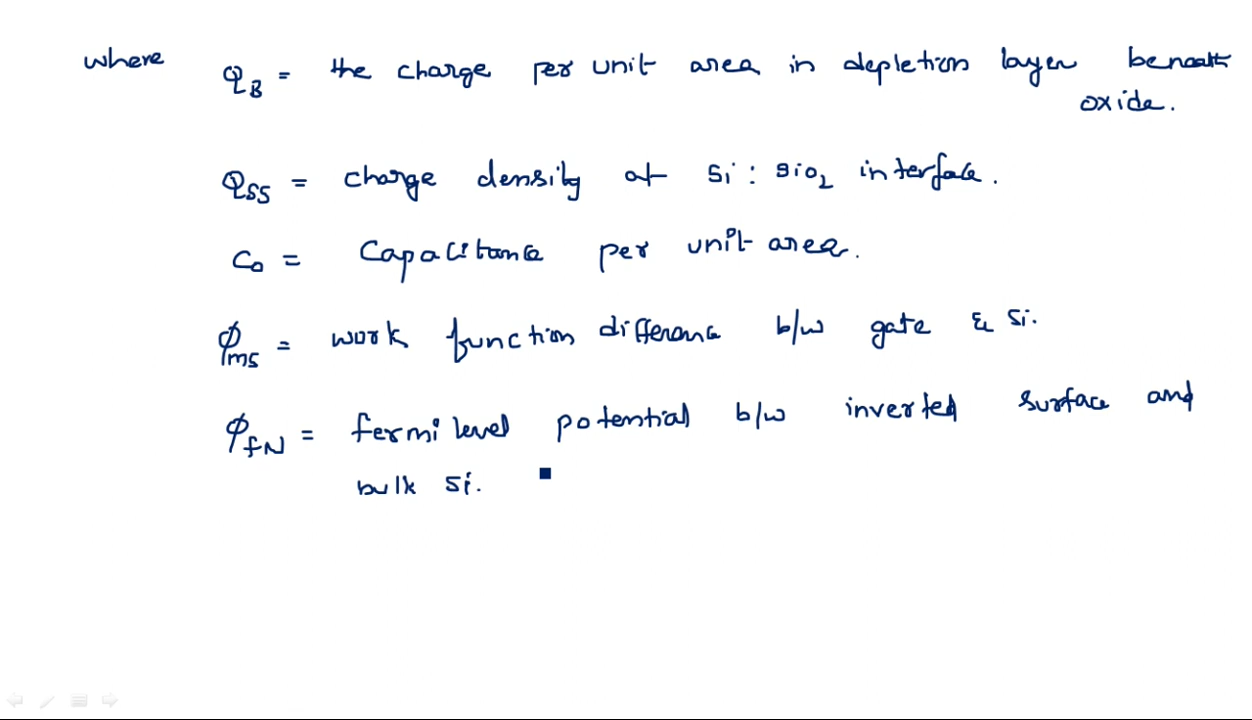 where Q_B = the charge per unit area in depletion layer beneath
oxide.
Q_SS = charge density at Si : SiO₂ interface.
C_o = Capacitance per unit area.
ϕ_ms = work function difference b/w gate & Si.
ϕ_fN = fermi level potential b/w inverted surface and
bulk Si.